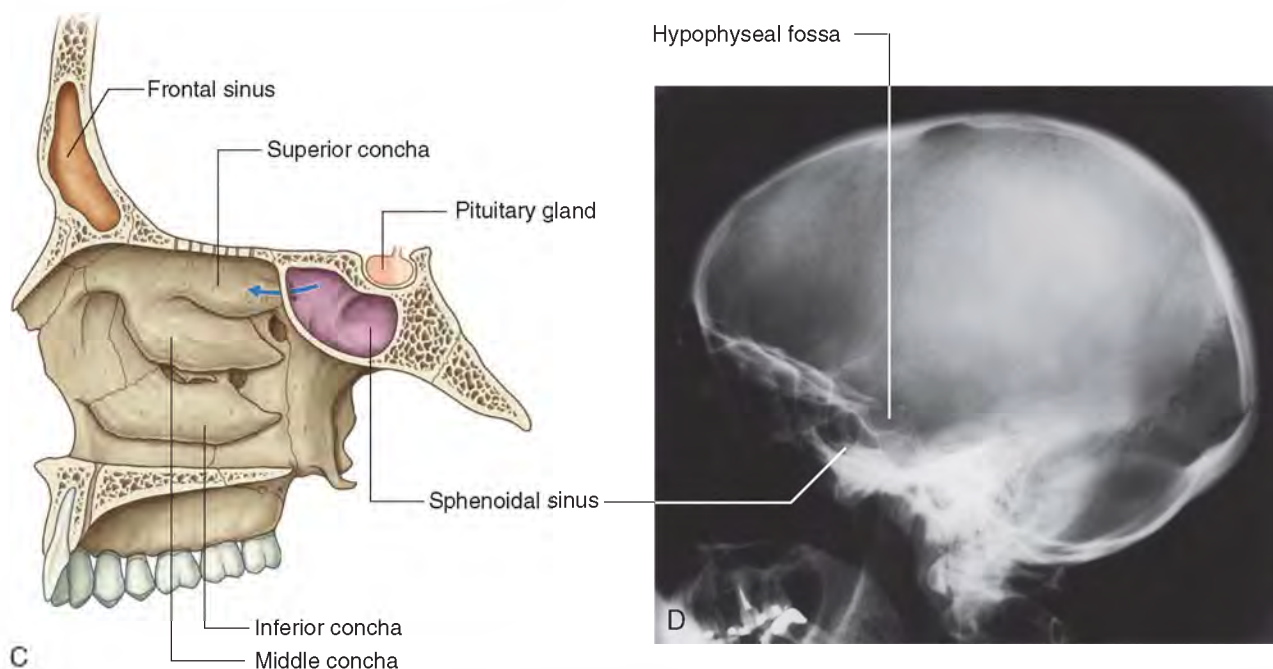 Hypophyseal fossa
Frontal sinus
Superior concha
Pituitary gland
Sphenoidal sinus
Inferior concha
Middle concha
C
D